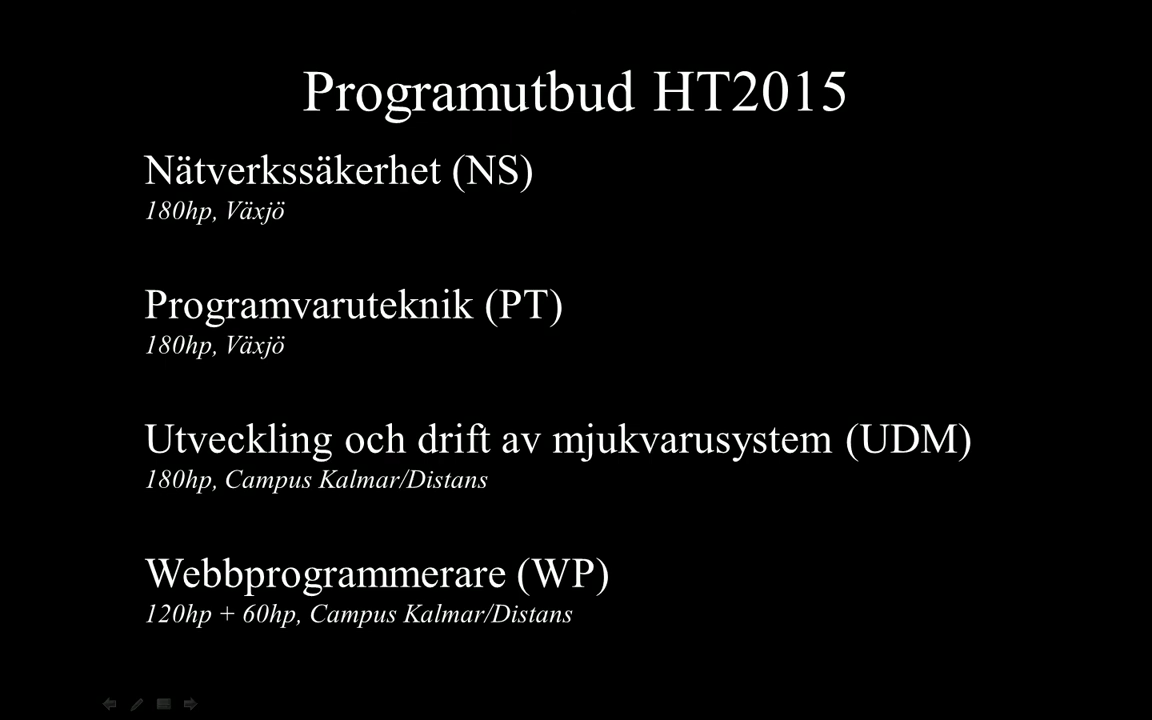 Programutbud HT2015
Nätverkssäkerhet (NS)
180hp, Växjö
Programvaruteknik (PT)
180hp, Växjö
Utveckling och drift av mjukvarusystem (UDM)
180hp, Campus Kalmar/Distans
Webbprogrammerare (WP)
120hp + 60hp, Campus Kalmar/Distans